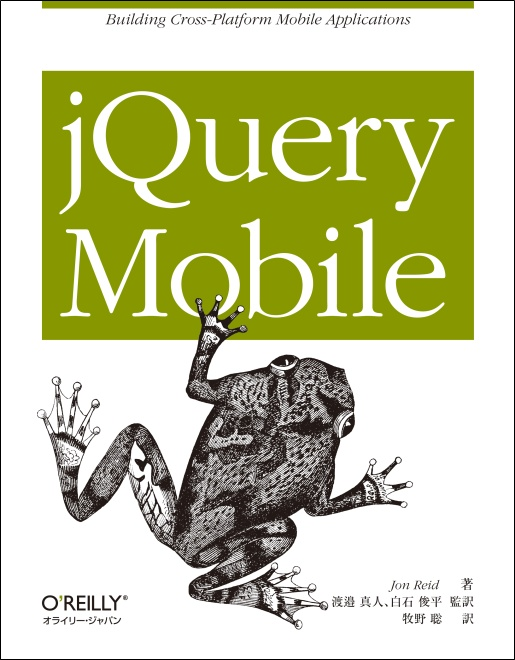 Building Cross-Platform Mobile Applications
jQuery
Mobile
Jon Reid 著
渡邉 真人、白石 俊平 監訳
牧野 聡 訳
O'REILLY®
オライリー・ジャパン